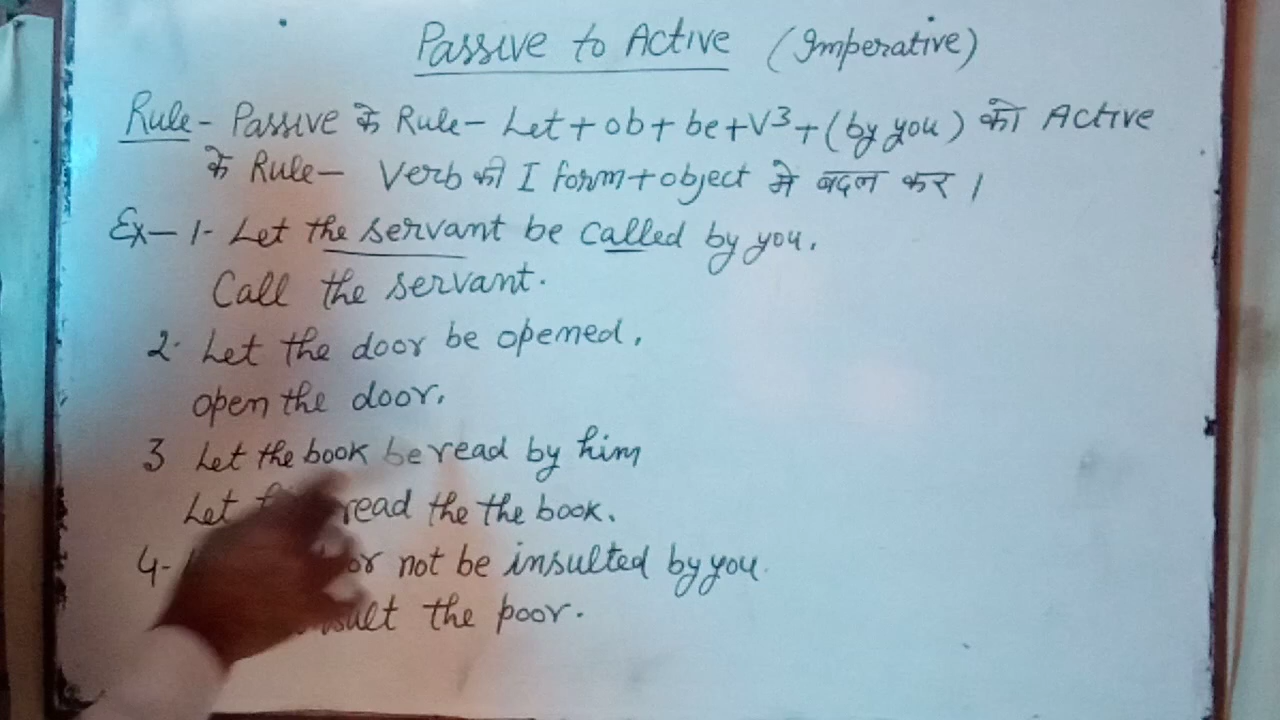 Passive to Active (Imperative)
Rule - Passive के Rule - Let + ob + be + V3 + (by you) को Active
के Rule - Verb की I form + object मे बदल कर ।
Ex - 1- Let the servant be called by you.
Call the servant.
2. Let the door be opened.
open the door.
3 Let the book be read by him
Let read the the book.
4- not be insulted by you.
the poor.